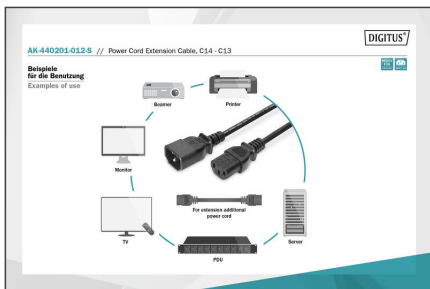 DIGITUS®
AK-440201-012-S // Power Cord Extension Cable, C14 - C13
Beispiele
für die Benutzung
Examples of use
Beamer
Printer
Monitor
For extension additional
power cord
TV
Server
PDU